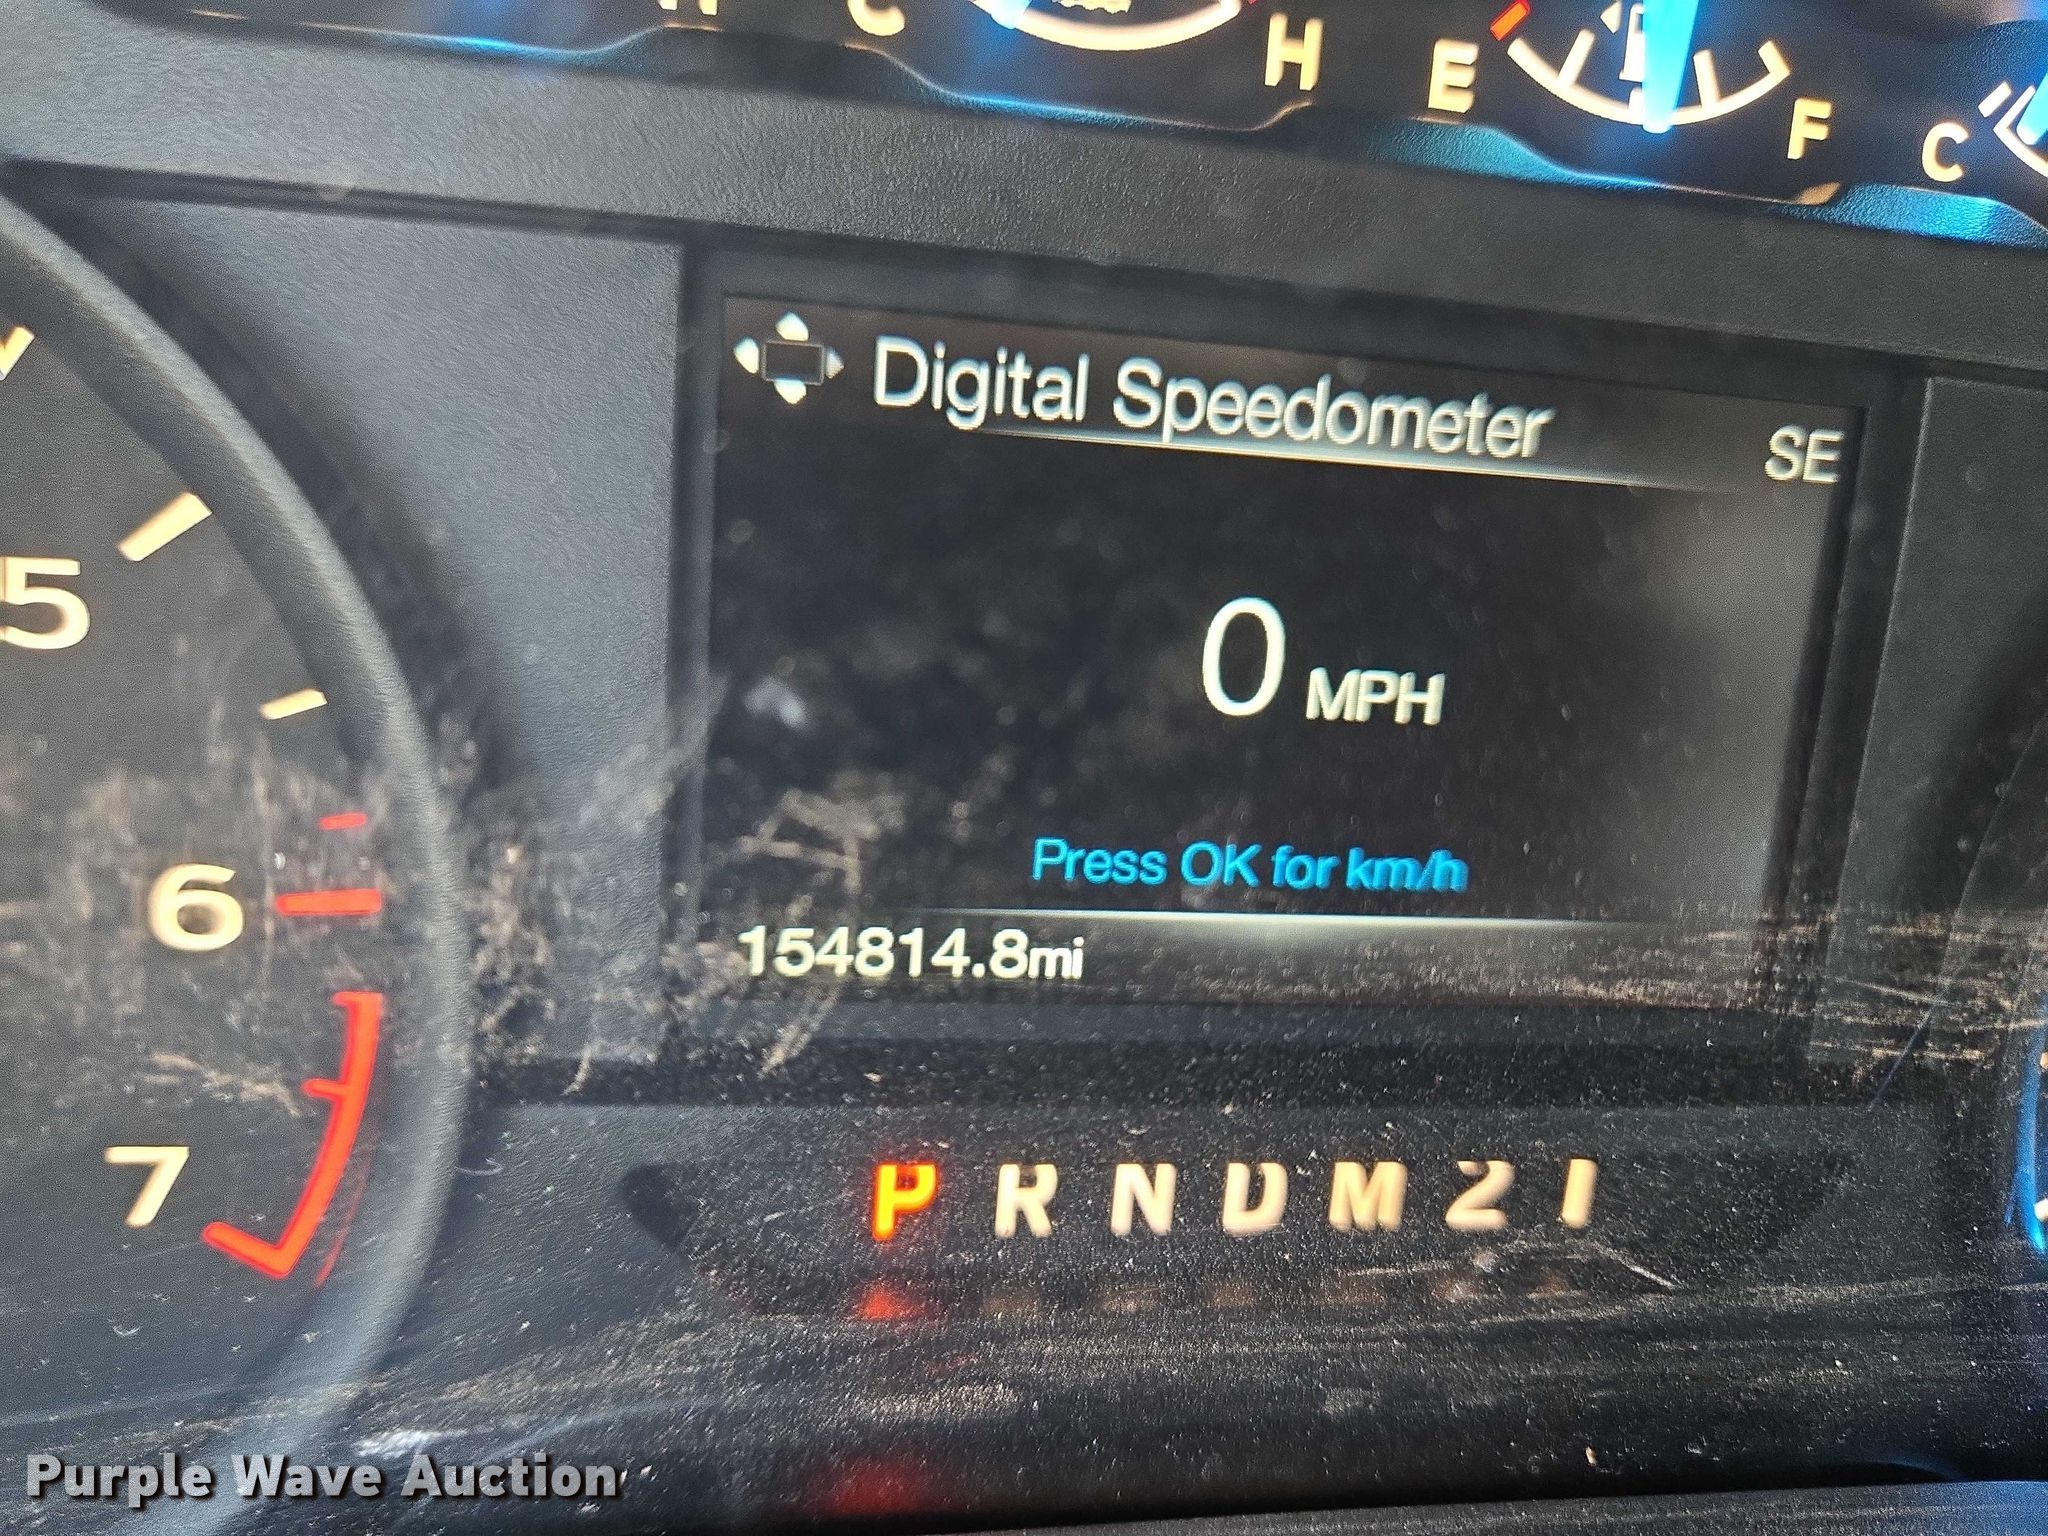 C
H
E
F
C
Digital Speedometer
SE
5
0 MPH
Press OK for km/h
6
154814.8mi
7
P R N D M 2 1
Purple Wave Auction